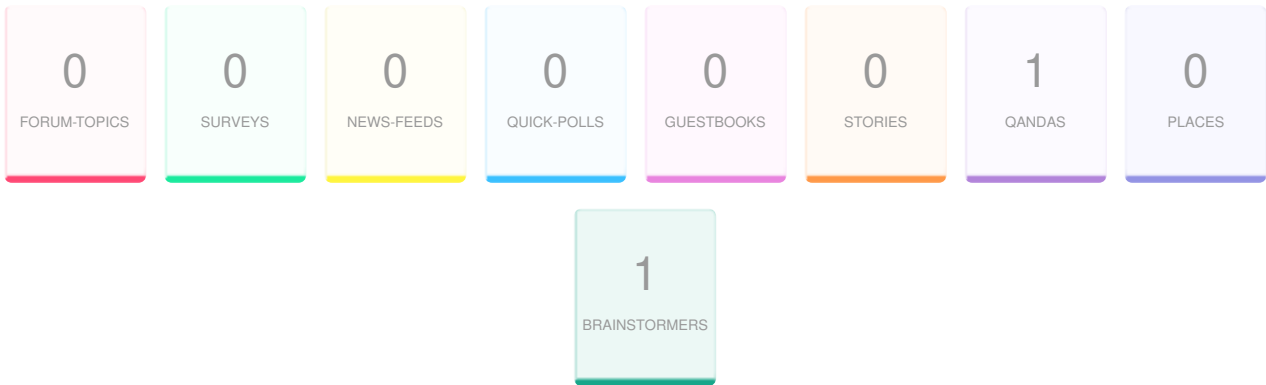 0 0 0 0 0 0 1 0
FORUM-TOPICS SURVEYS NEWS-FEEDS QUICK-POLLS GUESTBOOKS STORIES QANDAS PLACES
1
BRAINSTORMERS